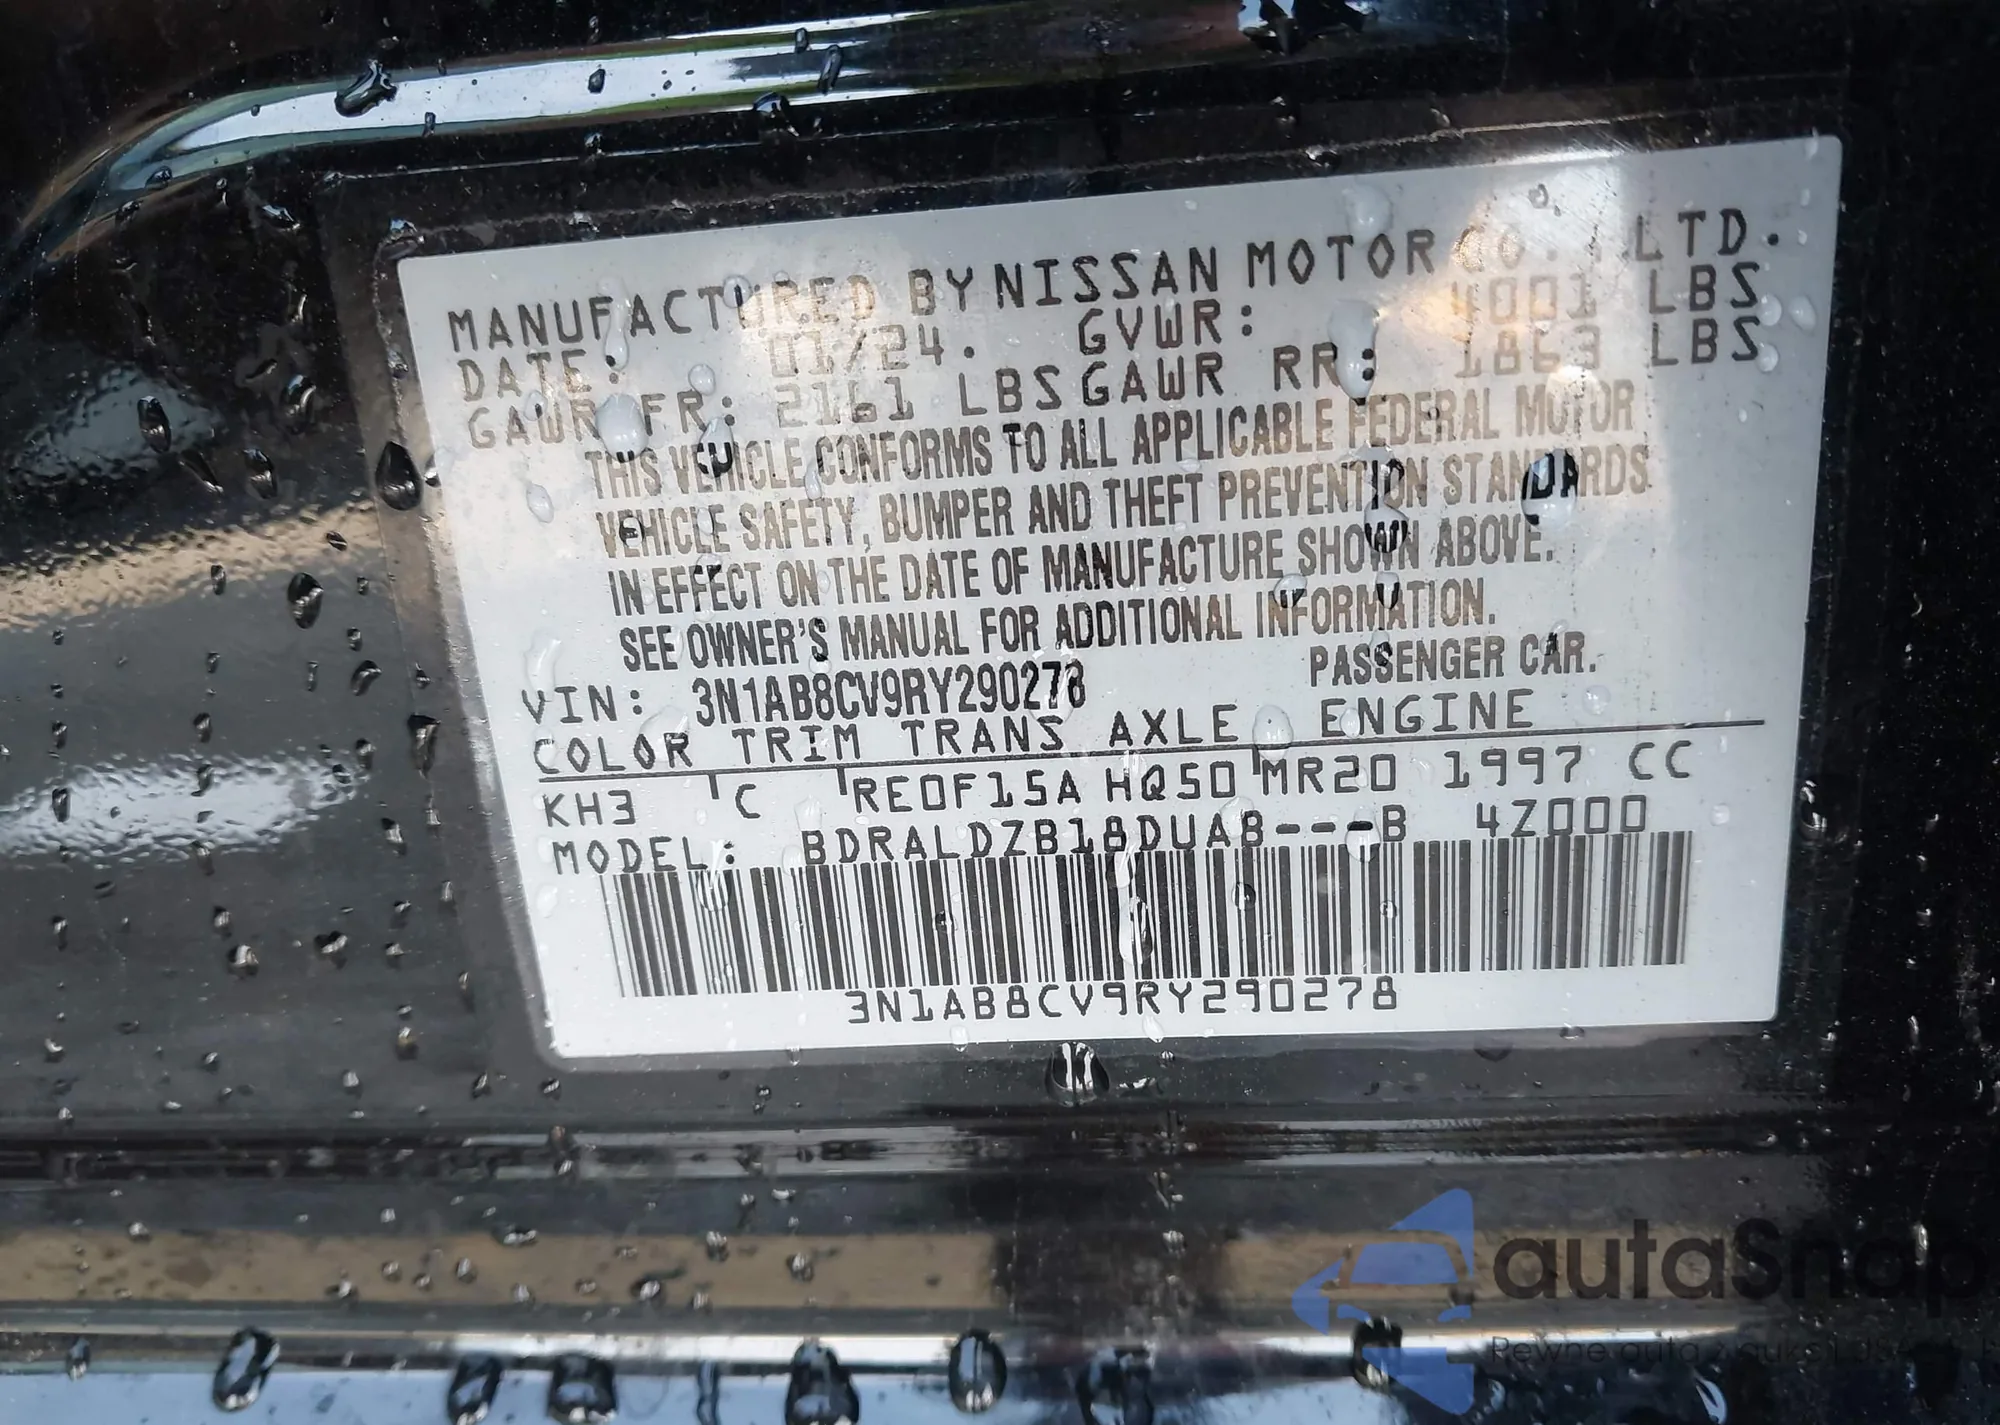 MANUFACTURED BY NISSAN MOTOR CO., LTD.
DATE: 01/24. GVWR: 4001 LBS
GAWR FR: 2161 LBS GAWR RR: 1863 LBS
THIS VEHICLE CONFORMS TO ALL APPLICABLE FEDERAL MOTOR
VEHICLE SAFETY, BUMPER AND THEFT PREVENTION STANDARDS
IN EFFECT ON THE DATE OF MANUFACTURE SHOWN ABOVE.
SEE OWNER'S MANUAL FOR ADDITIONAL INFORMATION.
PASSENGER CAR.
VIN: 3N1AB8CV9RY290278
COLOR TRIM TRANS AXLE ENGINE
KH3 C RE0F15A HQ50 MR20 1997 CC
MODEL: BDRALDZB18DUA8---B 4Z000
3N1AB8CV9RY290278
autaSnap
Pewne auta z aukcji